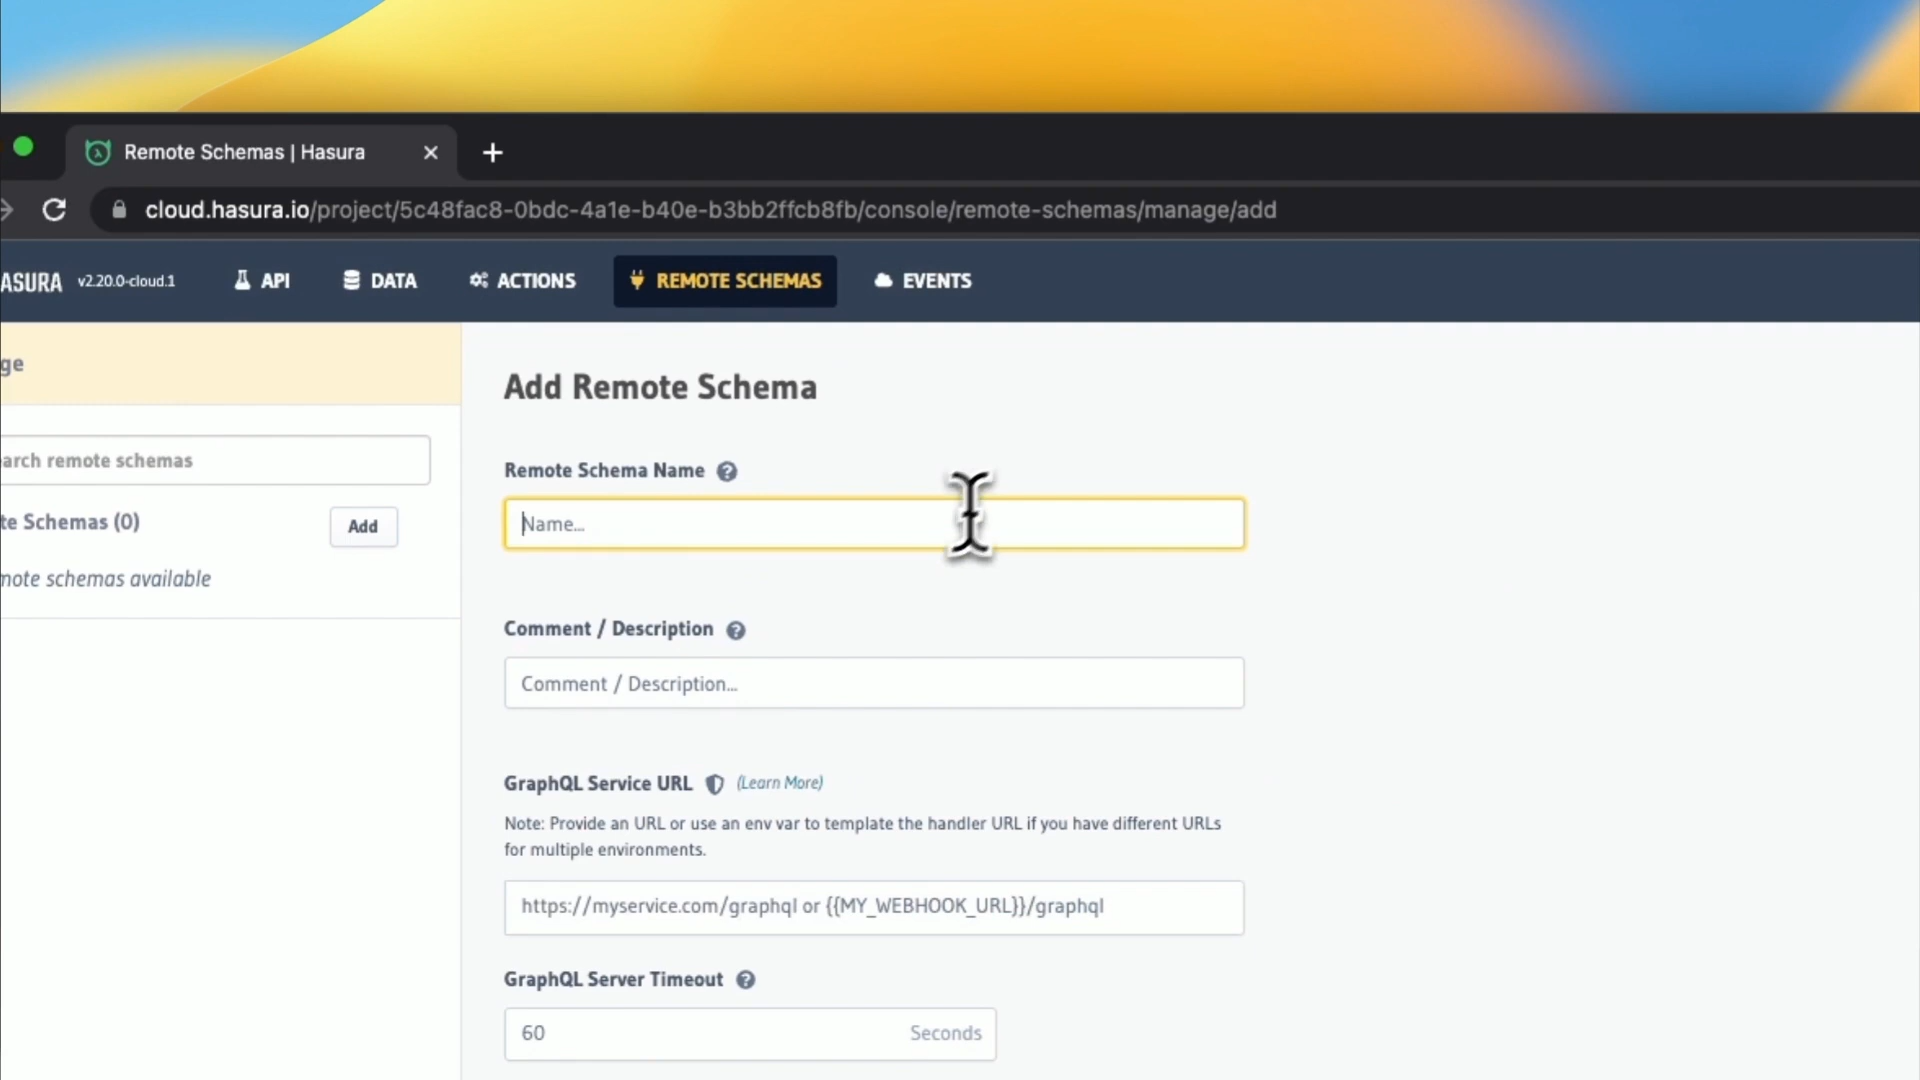 Remote Schemas | Hasura
cloud.hasura.io/project/5c48fac8-0bdc-4a1e-b40e-b3bb2ffcb8fb/console/remote-schemas/manage/add
ASURA v2.20.0-cloud.1 API DATA ACTIONS REMOTE SCHEMAS EVENTS
ge
Add Remote Schema
arch remote schemas
Remote Schema Name
te Schemas (0) Add
Name...
mote schemas available
Comment / Description
Comment / Description...
GraphQL Service URL (Learn More)
Note: Provide an URL or use an env var to template the handler URL if you have different URLs
for multiple environments.
https://myservice.com/graphql or {{MY_WEBHOOK_URL}}/graphql
GraphQL Server Timeout
60 Seconds